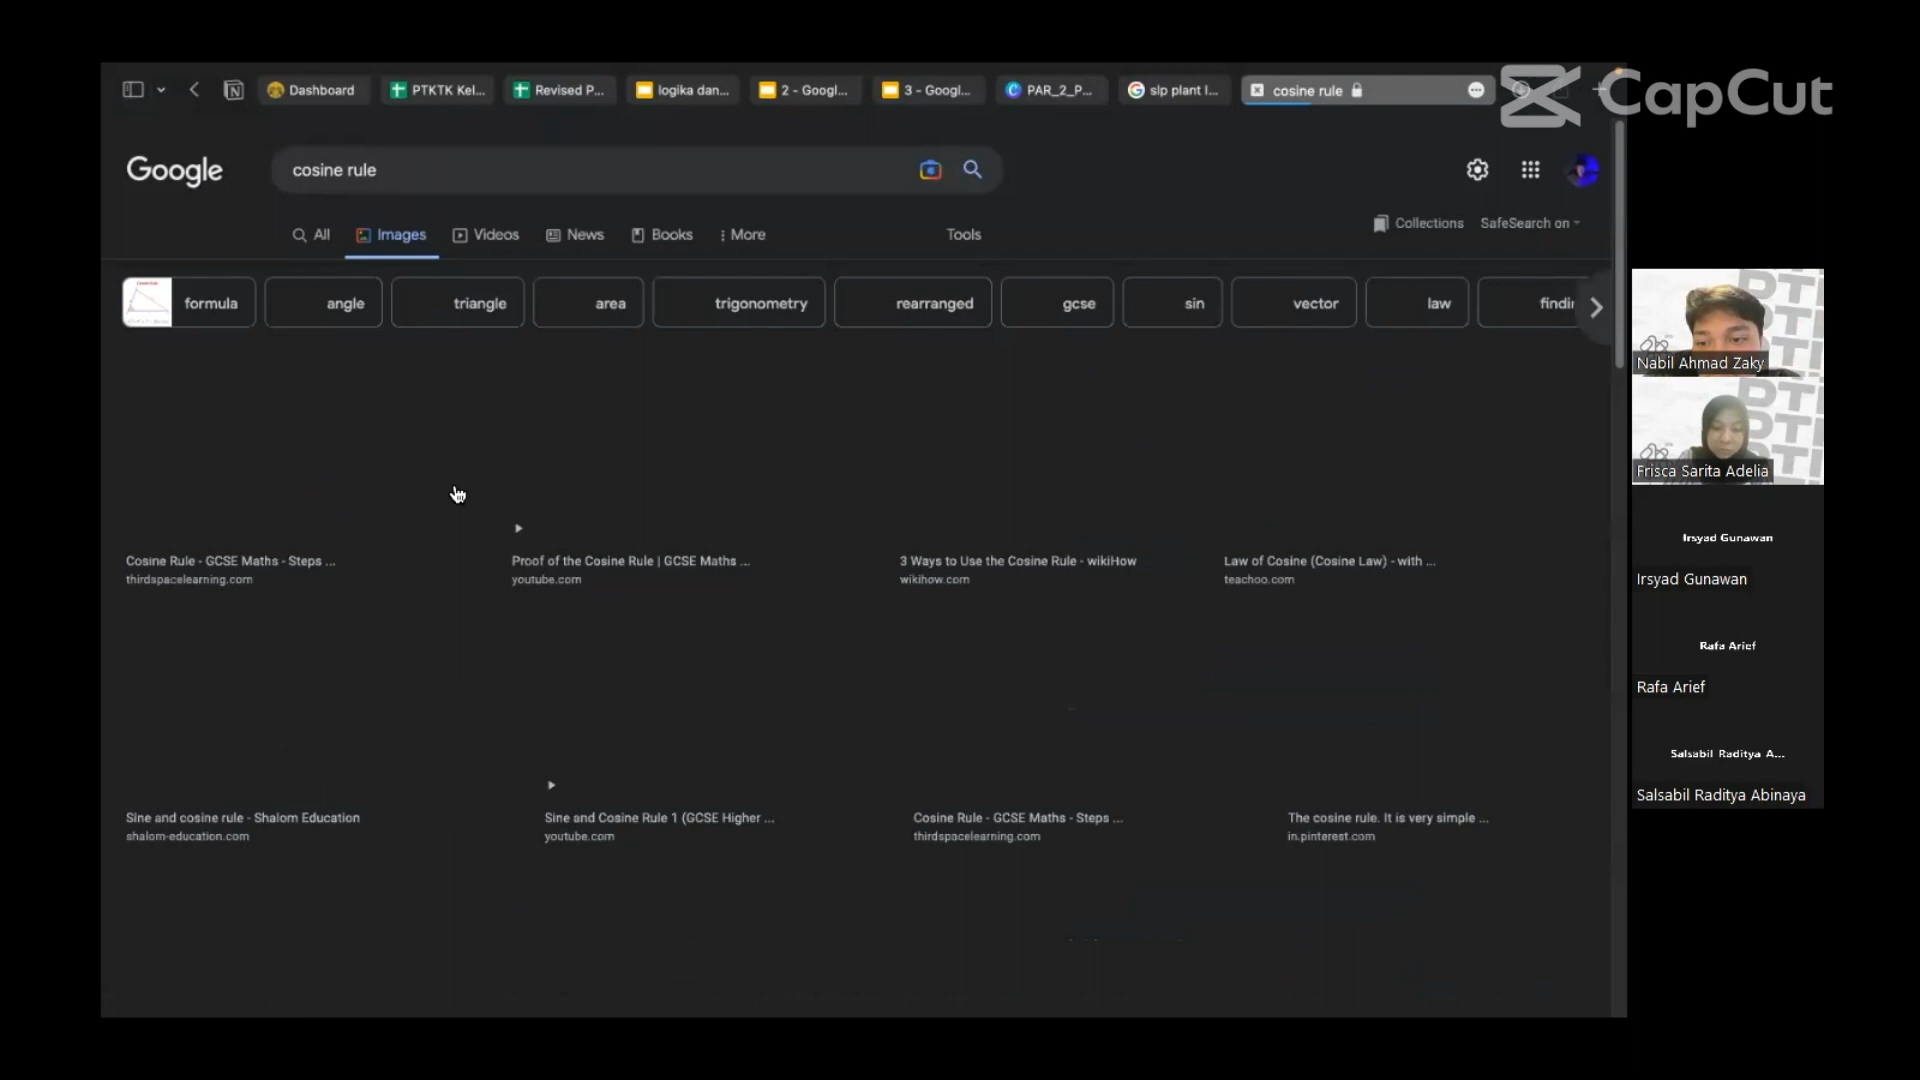 Dashboard
PTKTK Kel...
Revised P...
logika dan...
2 - Googl...
3 - Googl...
PAR_2_P...
slp plant l...
cosine rule
CapCut
Google
cosine rule
All
Images
Videos
News
Books
More
Tools
Collections
SafeSearch on
formula
angle
triangle
area
trigonometry
rearranged
gcse
sin
vector
law
findin
Cosine Rule - GCSE Maths - Steps ...
thirdspacelearning.com
Proof of the Cosine Rule | GCSE Maths ...
youtube.com
3 Ways to Use the Cosine Rule - wikiHow
wikihow.com
Law of Cosine (Cosine Law) - with ...
teachoo.com
Sine and cosine rule - Shalom Education
shalom-education.com
Sine and Cosine Rule 1 (GCSE Higher ...
youtube.com
Cosine Rule - GCSE Maths - Steps ...
thirdspacelearning.com
The cosine rule. It is very simple ...
in.pinterest.com
Nabil Ahmad Zaky
Frisca Sarita Adelia
Irsyad Gunawan
Irsyad Gunawan
Rafa Arief
Rafa Arief
Salsabil Raditya A...
Salsabil Raditya Abinaya